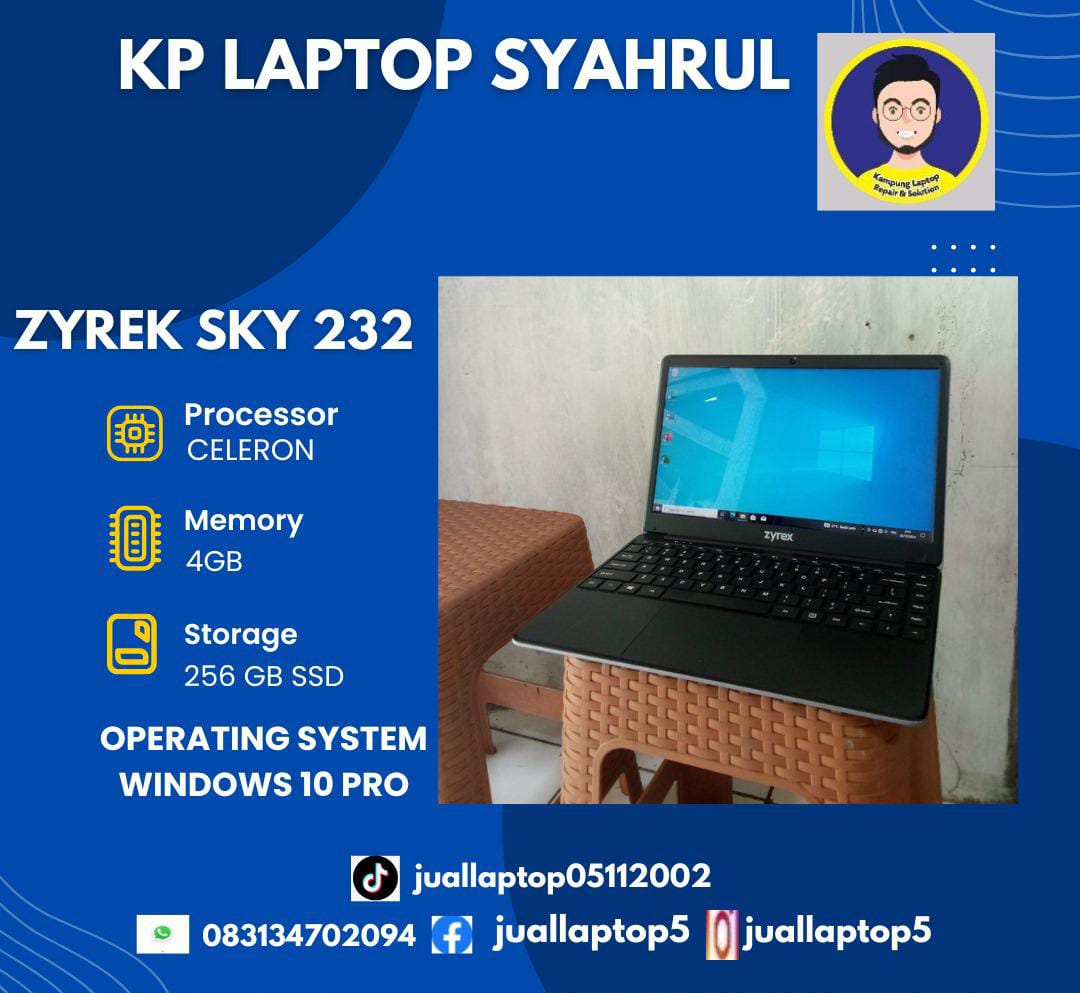 KP LAPTOP SYAHRUL
Kampung Laptop
Repair & Solution
ZYREK SKY 232
Processor
CELERON
Memory
4GB
Storage
256 GB SSD
OPERATING SYSTEM
WINDOWS 10 PRO
zyrex
juallaptop05112002
083134702094
juallaptop5
juallaptop5